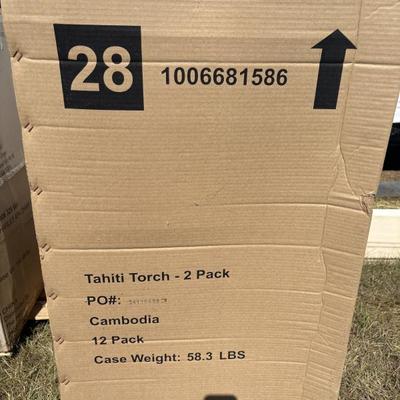 28
1006681586
Tahiti Torch - 2 Pack
PO#:
Cambodia
12 Pack
Case Weight: 58.3 LBS